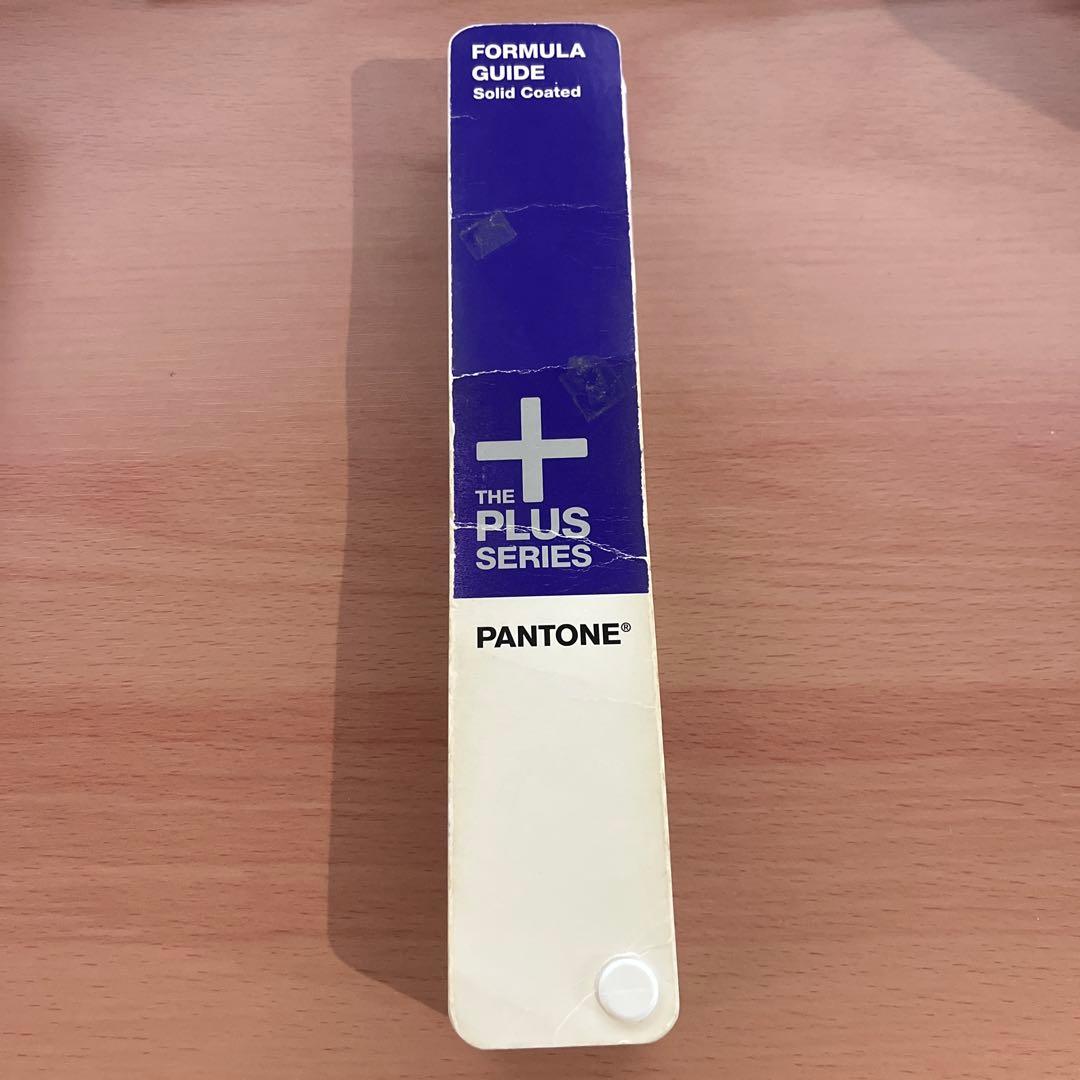 FORMULA
GUIDE
Solid Coated
THE
PLUS
SERIES
PANTONE®